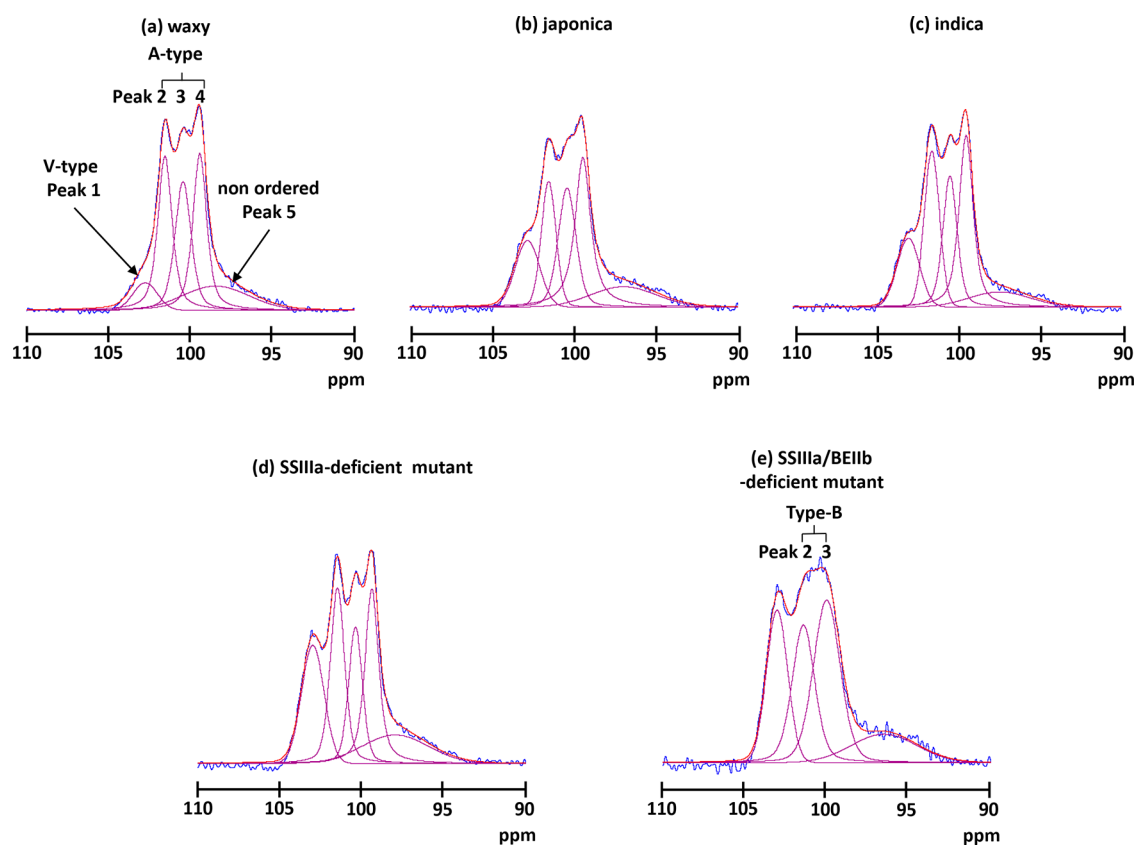 (a) waxy
A-type
Peak 2 3 4
V-type
Peak 1
non ordered
Peak 5
110 105 100 95 90
ppm
(b) japonica
110 105 100 95 90
ppm
(c) indica
110 105 100 95 90
ppm
(d) SSIIIa-deficient mutant
110 105 100 95 90
ppm
(e) SSIIIa/BEIIb
-deficient mutant
Type-B
Peak 2 3
110 105 100 95 90
ppm